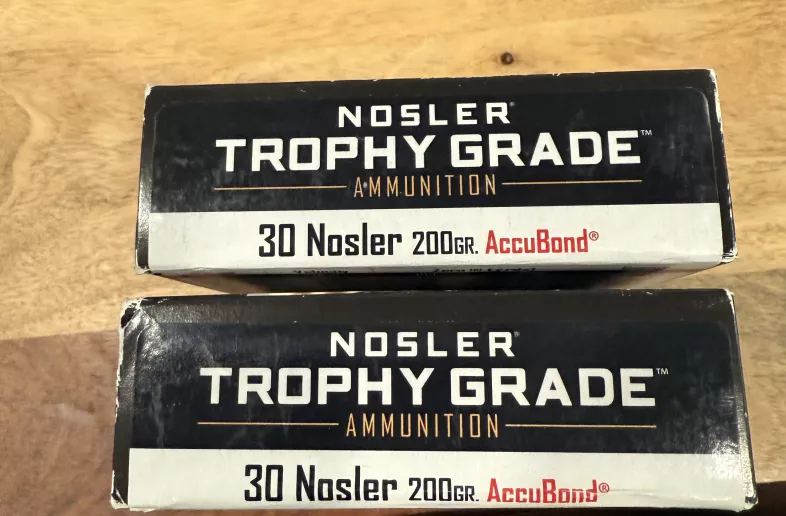 NOSLER®
TROPHY GRADE™
AMMUNITION
30 Nosler 200GR. AccuBond®
NOSLER®
TROPHY GRADE™
AMMUNITION
30 Nosler 200GR. AccuBond®